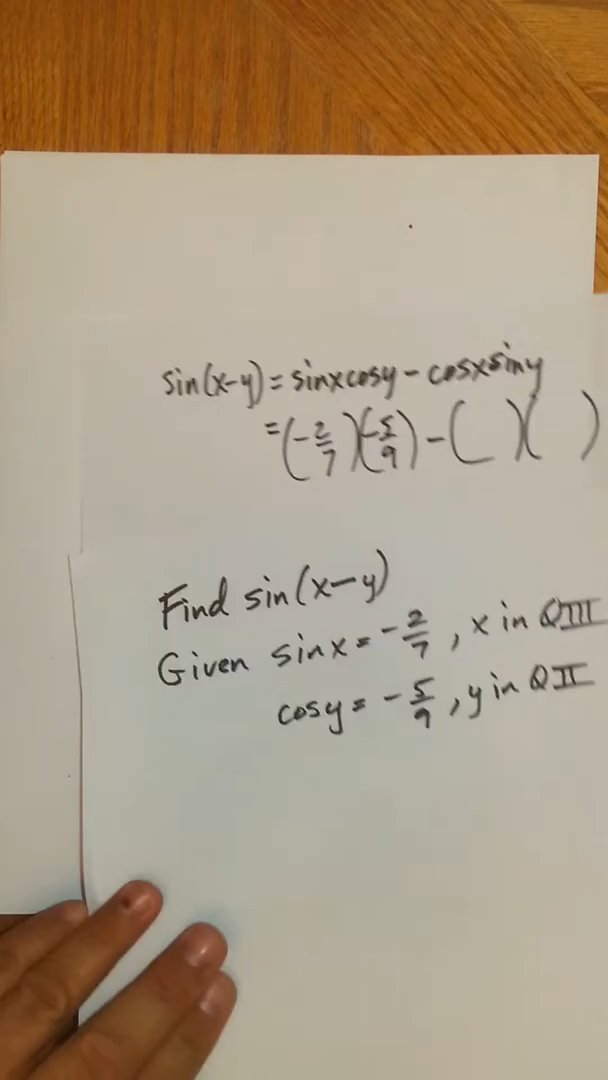 sin(x-y) = sinxcosy - cosxsiny
= (-2/7)(-5/9) - ( )( )
Find sin(x-y)
Given sinx = -2/7, x in QIII
cosy = -5/9, y in QII